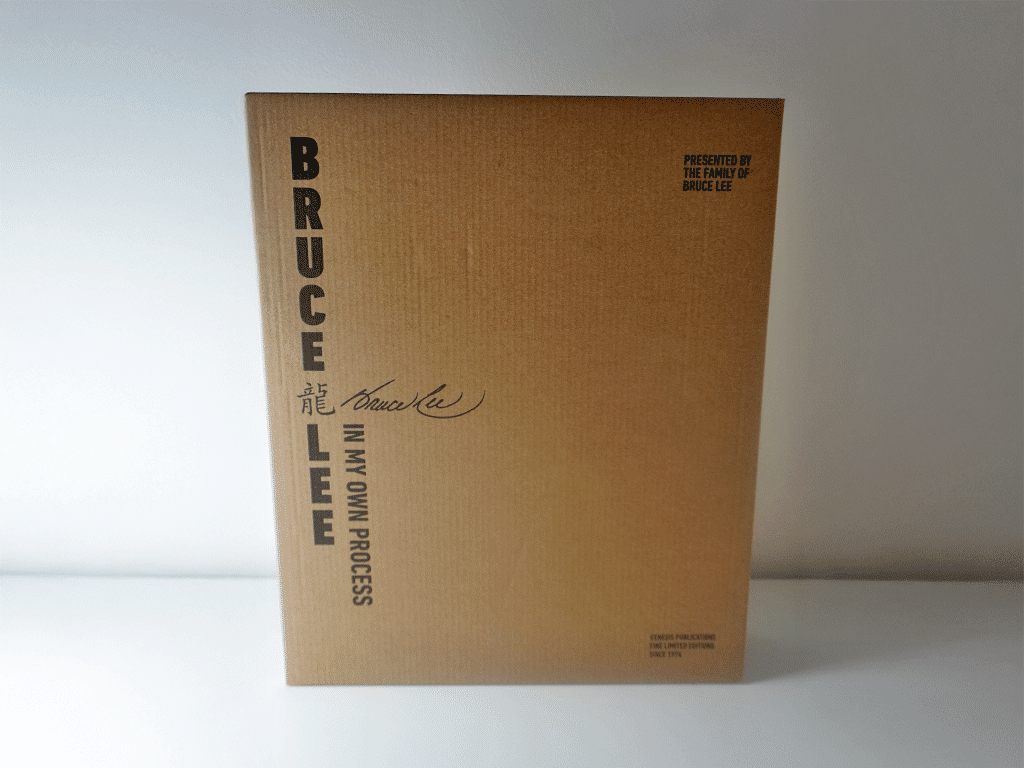 BRUCE
龍
LEE
Bruce Lee
IN MY OWN PROCESS
PRESENTED BY
THE FAMILY OF
BRUCE LEE
GENESIS PUBLICATIONS
FINE LIMITED EDITIONS
SINCE 1974